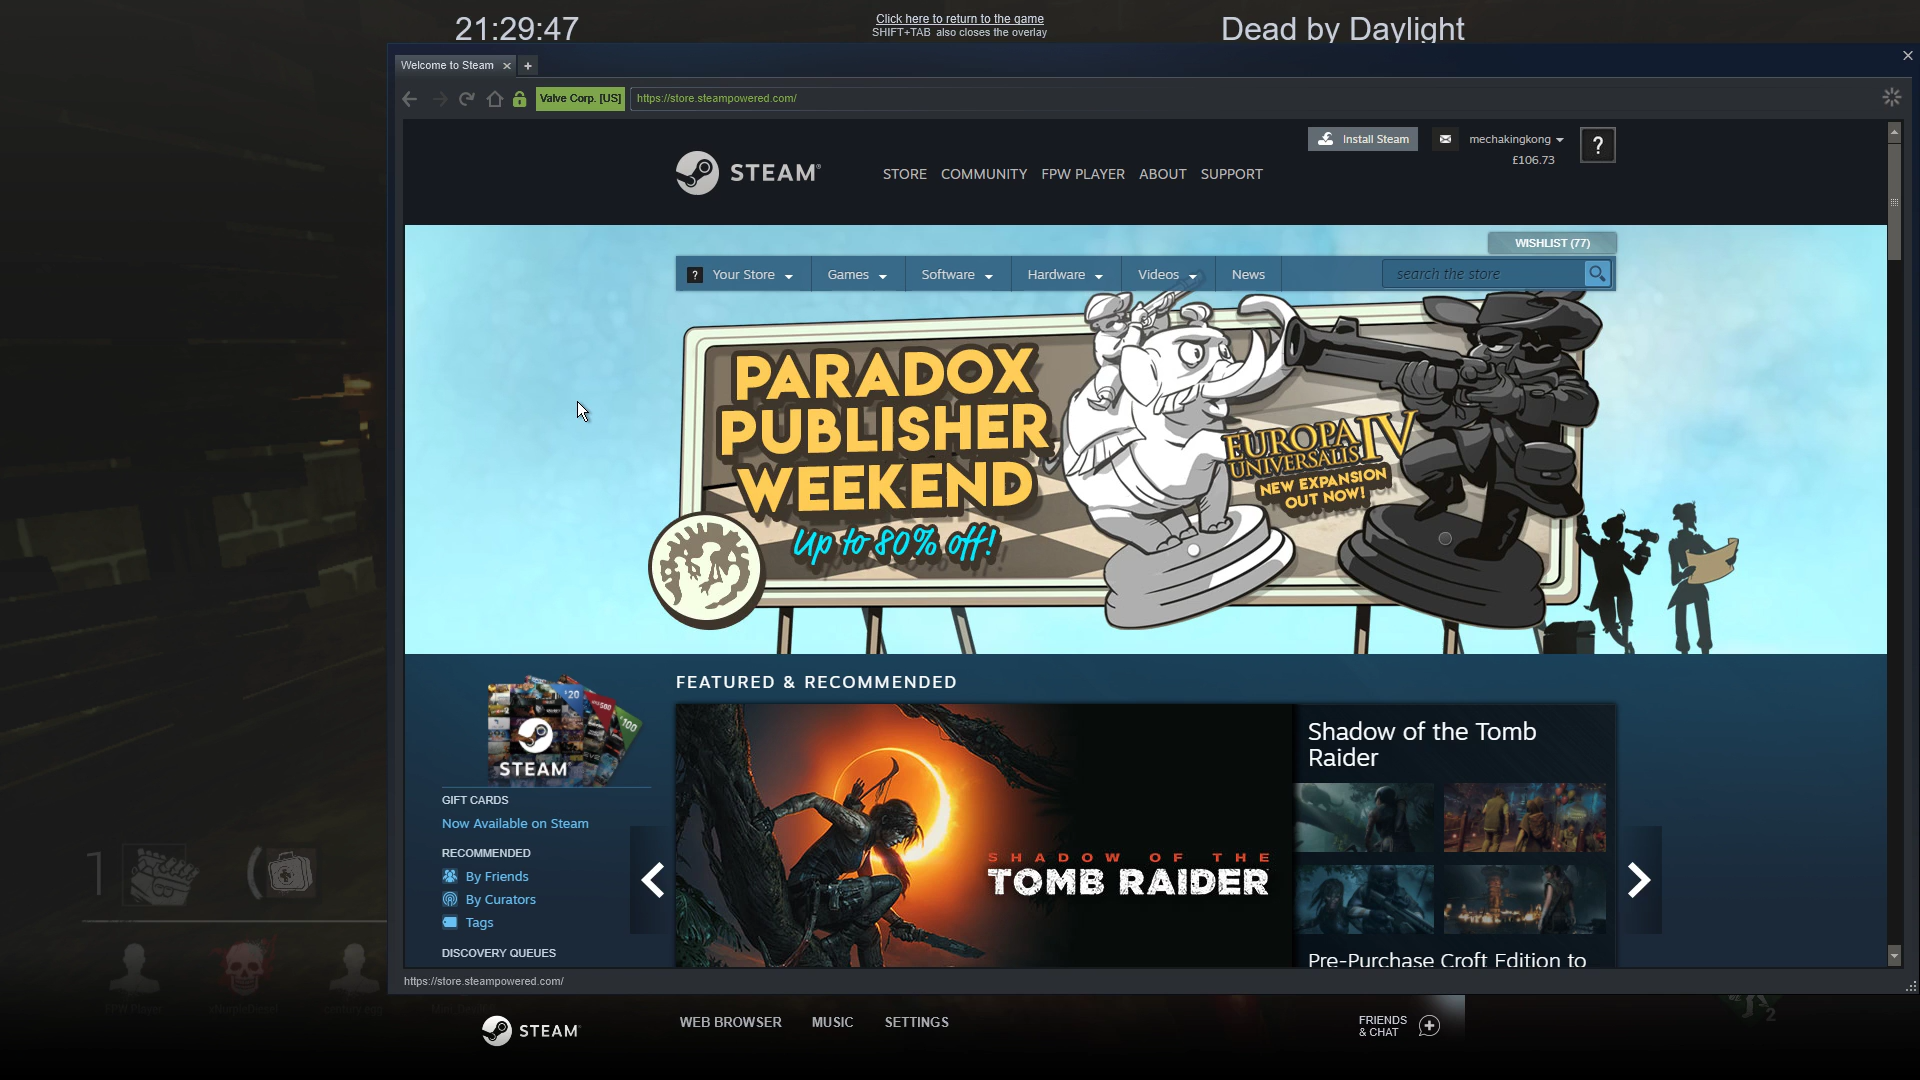 21:29:47
Click here to return to the game
SHIFT+TAB also closes the overlay
Dead by Daylight
Welcome to Steam
Valve Corp. [US]
https://store.steampowered.com/
Install Steam
mechakingkong
£106.73
?
STEAM®
STORE COMMUNITY FPW PLAYER ABOUT SUPPORT
WISHLIST (77)
? Your Store Games Software Hardware Videos News
search the store
PARADOX
PUBLISHER
WEEKEND
Up to 80% off!
EUROPA
UNIVERSALIS IV
NEW EXPANSION
OUT NOW!
FEATURED & RECOMMENDED
STEAM
GIFT CARDS
Now Available on Steam
RECOMMENDED
By Friends
By Curators
Tags
DISCOVERY QUEUES
SHADOW OF THE
TOMB RAIDER
Shadow of the Tomb
Raider
Pre-Purchase Croft Edition to
1
https://store.steampowered.com/
FPW Player
STEAM
WEB BROWSER MUSIC SETTINGS
FRIENDS
& CHAT
2